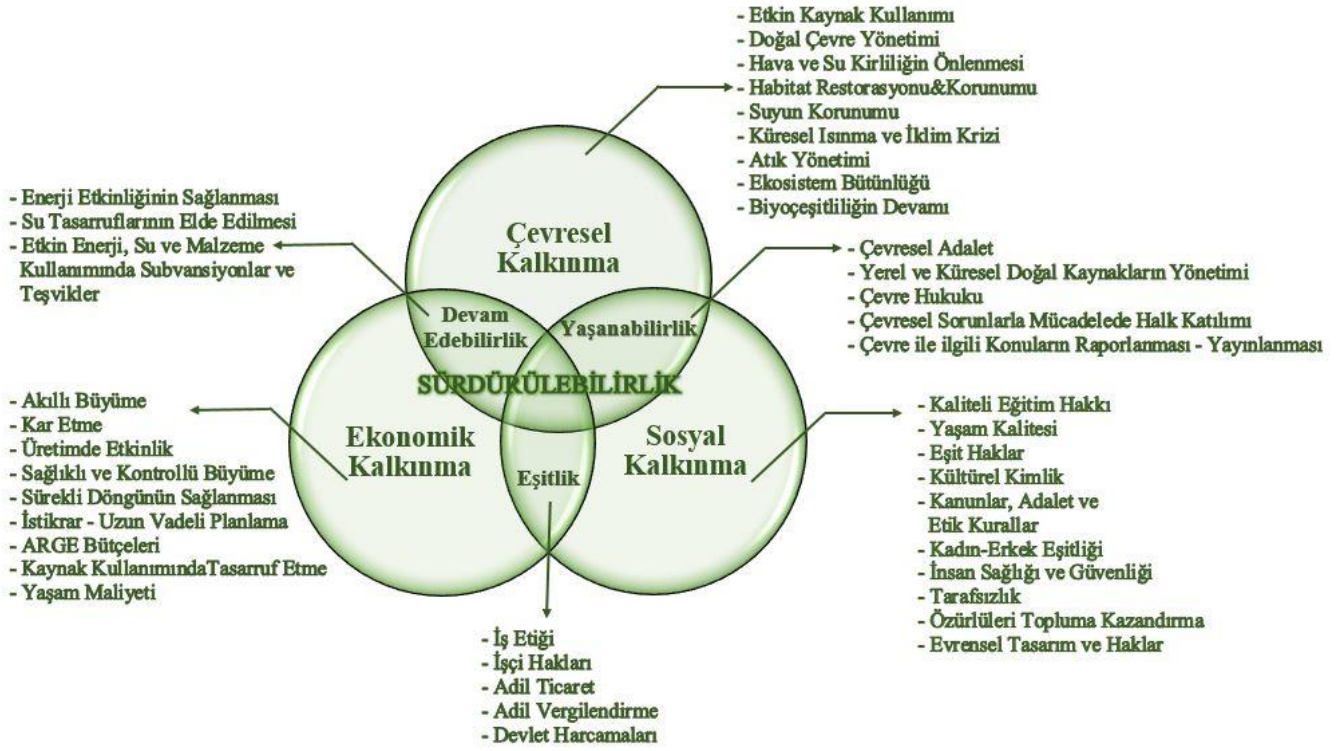 - Etkin Kaynak Kullanımı
- Doğal Çevre Yönetimi
- Hava ve Su Kirliliğin Önlenmesi
- Habitat Restorasyonu&Korunumu
- Suyun Korunumu
- Küresel Isınma ve İklim Krizi
- Atık Yönetimi
- Ekosistem Bütünlüğü
- Biyoçeşitliliğin Devamı
- Enerji Etkinliğinin Sağlanması
- Su Tasarruflarının Elde Edilmesi
- Etkin Enerji, Su ve Malzeme
Kullanımında Subvansiyonlar ve
Teşvikler
Çevresel
Kalkınma
- Çevresel Adalet
- Yerel ve Küresel Doğal Kaynakların Yönetimi
- Çevre Hukuku
- Çevresel Sorunlarla Mücadelede Halk Katılımı
- Çevre ile ilgili Konuların Raporlanması - Yayınlanması
Devam
Edebilirlik
Yaşanabilirlik
SÜRDÜRÜLEBİLİRLİK
- Akıllı Büyüme
- Kar Etme
- Üretimde Etkinlik
- Sağlıklı ve Kontrollü Büyüme
- Sürekli Döngünün Sağlanması
- İstikrar - Uzun Vadeli Planlama
- ARGE Bütçeleri
- Kaynak KullanımındaTasarruf Etme
- Yaşam Maliyeti
Ekonomik
Kalkınma
Eşitlik
Sosyal
Kalkınma
- Kaliteli Eğitim Hakkı
- Yaşam Kalitesi
- Eşit Haklar
- Kültürel Kimlik
- Kanunlar, Adalet ve
Etik Kurallar
- Kadın-Erkek Eşitliği
- İnsan Sağlığı ve Güvenliği
- Tarafsızlık
- Özürlüleri Topluma Kazandırma
- Evrensel Tasarım ve Haklar
- İş Etiği
- İşçi Hakları
- Adil Ticaret
- Adil Vergilendirme
- Devlet Harcamaları